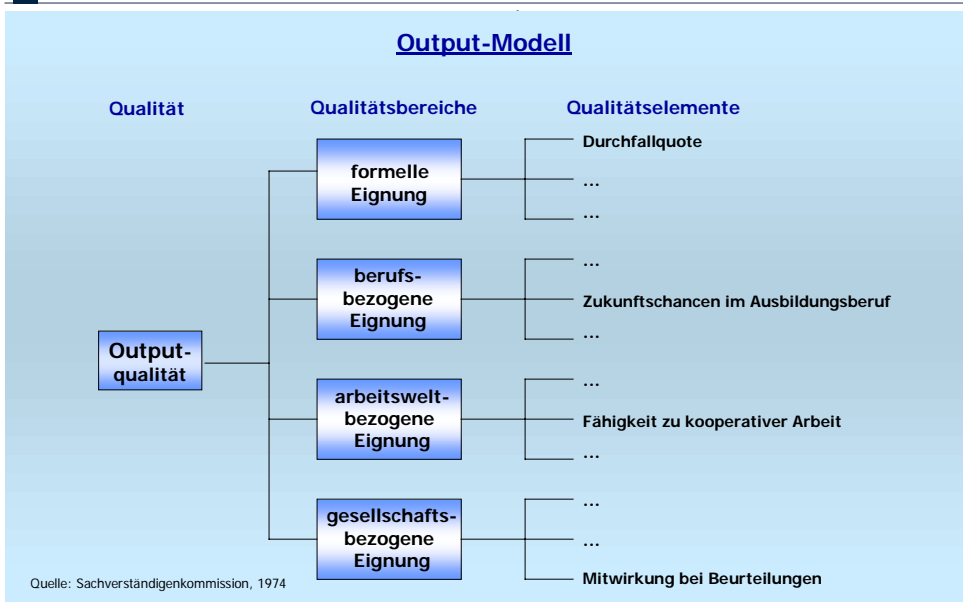 Output-Modell
Qualität
Qualitätsbereiche
Qualitätselemente
Output-
qualität
formelle
Eignung
Durchfallquote
...
...
berufs-
bezogene
Eignung
...
Zukunftschancen im Ausbildungsberuf
...
arbeitswelt-
bezogene
Eignung
...
Fähigkeit zu kooperativer Arbeit
...
gesellschafts-
bezogene
Eignung
...
...
Mitwirkung bei Beurteilungen
Quelle: Sachverständigenkommission, 1974